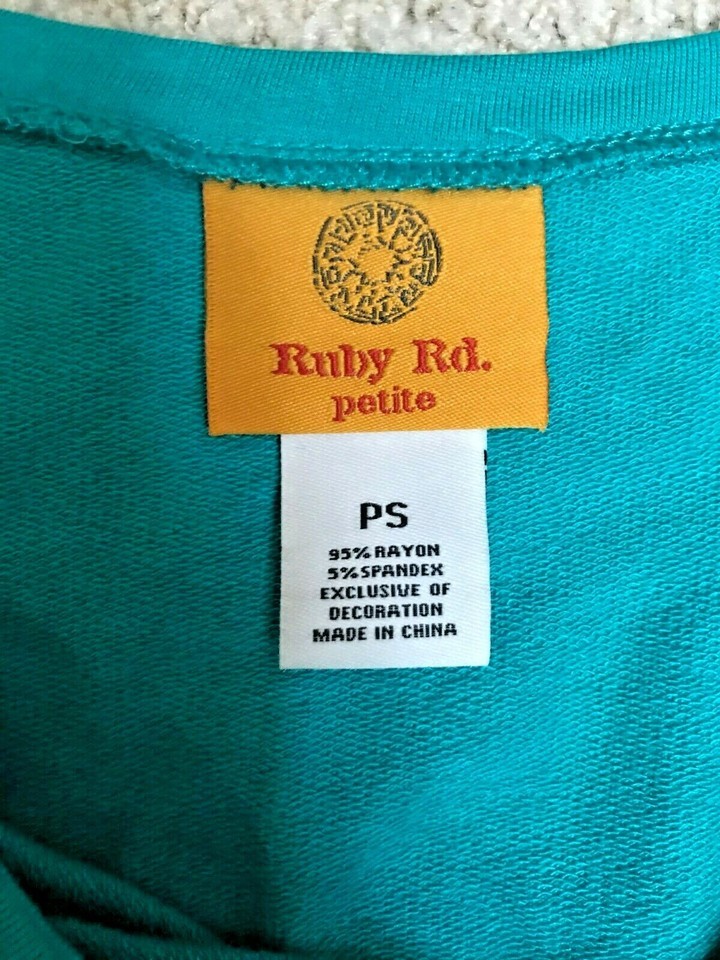 Ruby Rd.
petite
PS
95% RAYON
5% SPANDEX
EXCLUSIVE OF
DECORATION
MADE IN CHINA